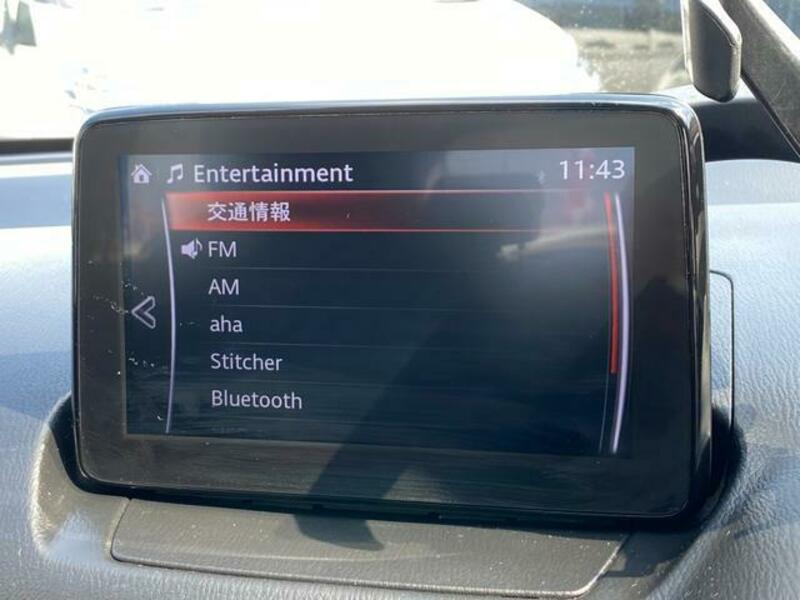 Entertainment 11:43
交通情報
FM
AM
aha
Stitcher
Bluetooth